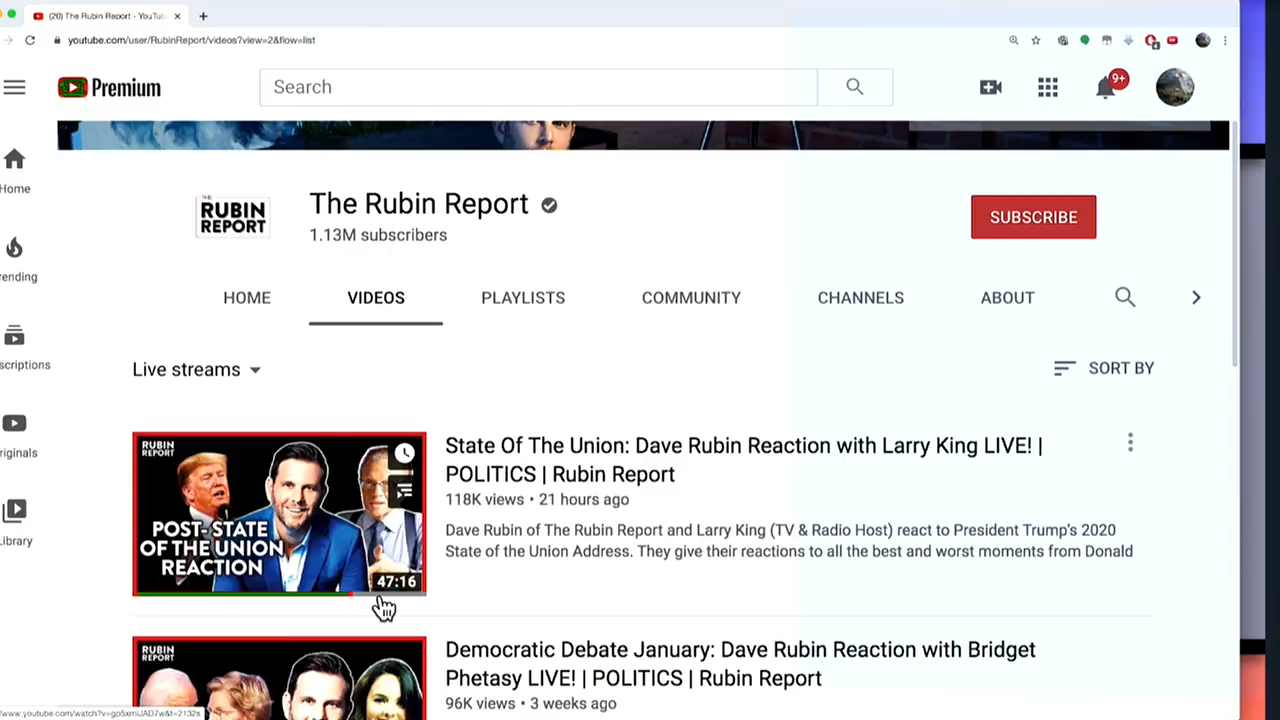 (20) The Rubin Report - YouTu
youtube.com/user/RubinReport/videos?view=2&flow=list
Premium
Search
9+
Home
rending
scriptions
riginals
ibrary
THE
RUBIN
REPORT
The Rubin Report
1.13M subscribers
SUBSCRIBE
HOME
VIDEOS
PLAYLISTS
COMMUNITY
CHANNELS
ABOUT
Live streams
SORT BY
RUBIN
REPORT
POST-STATE
OF THE UNION
REACTION
47:16
State Of The Union: Dave Rubin Reaction with Larry King LIVE! |
POLITICS | Rubin Report
118K views • 21 hours ago
Dave Rubin of The Rubin Report and Larry King (TV & Radio Host) react to President Trump's 2020
State of the Union Address. They give their reactions to all the best and worst moments from Donald
RUBIN
REPORT
Democratic Debate January: Dave Rubin Reaction with Bridget
Phetasy LIVE! | POLITICS | Rubin Report
96K views • 3 weeks ago